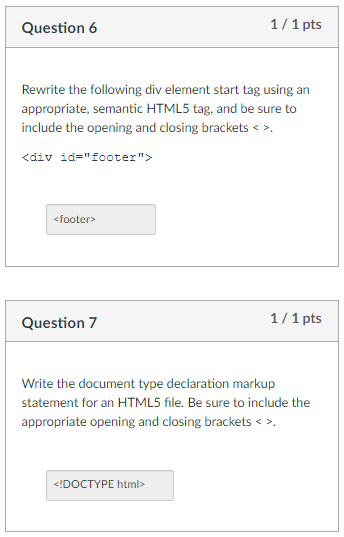 Question 6
1 / 1 pts
Rewrite the following div element start tag using an
appropriate, semantic HTML5 tag, and be sure to
include the opening and closing brackets < >.
<div id="footer">
<footer>
Question 7
1 / 1 pts
Write the document type declaration markup
statement for an HTML5 file. Be sure to include the
appropriate opening and closing brackets < >.
<!DOCTYPE html>